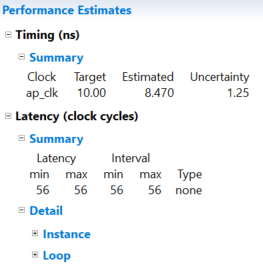 Performance Estimates
Timing (ns)
Summary
Clock Target Estimated Uncertainty
ap_clk 10.00 8.470 1.25
Latency (clock cycles)
Summary
Latency Interval
min max min max Type
56 56 56 56 none
Detail
Instance
Loop